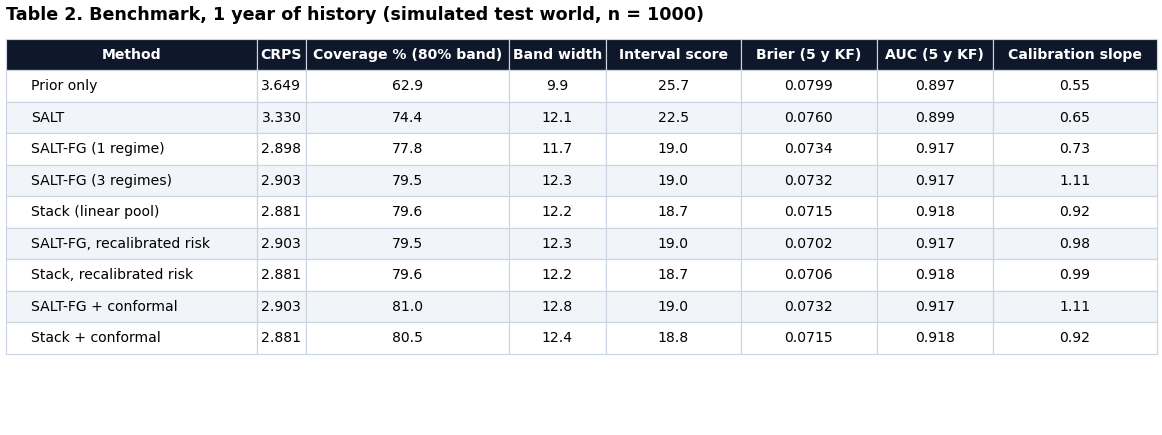 Table 2. Benchmark, 1 year of history (simulated test world, n = 1000)
Method CRPS Coverage % (80% band) Band width Interval score Brier (5 y KF) AUC (5 y KF) Calibration slope
Prior only 3.649 62.9 9.9 25.7 0.0799 0.897 0.55
SALT 3.330 74.4 12.1 22.5 0.0760 0.899 0.65
SALT-FG (1 regime) 2.898 77.8 11.7 19.0 0.0734 0.917 0.73
SALT-FG (3 regimes) 2.903 79.5 12.3 19.0 0.0732 0.917 1.11
Stack (linear pool) 2.881 79.6 12.2 18.7 0.0715 0.918 0.92
SALT-FG, recalibrated risk 2.903 79.5 12.3 19.0 0.0702 0.917 0.98
Stack, recalibrated risk 2.881 79.6 12.2 18.7 0.0706 0.918 0.99
SALT-FG + conformal 2.903 81.0 12.8 19.0 0.0732 0.917 1.11
Stack + conformal 2.881 80.5 12.4 18.8 0.0715 0.918 0.92